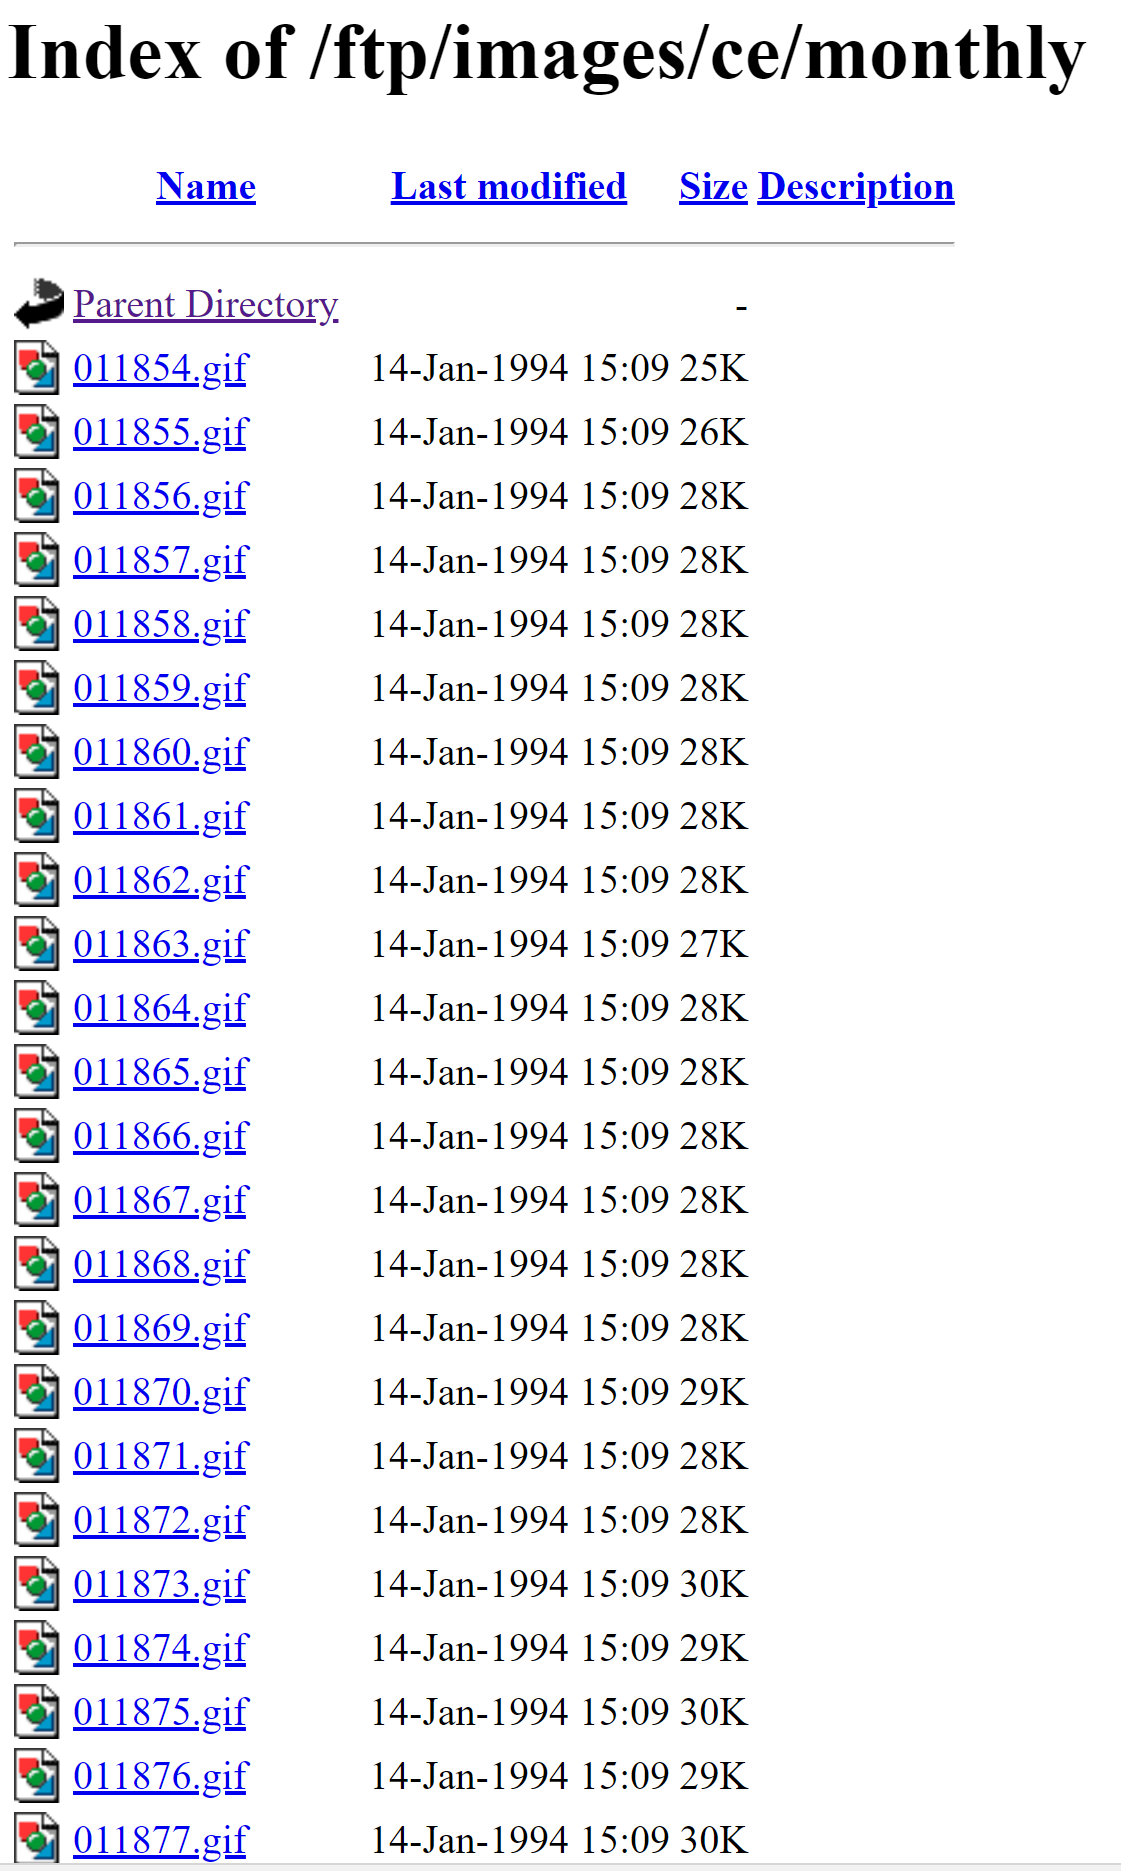 Index of /ftp/images/ce/monthly
Name Last modified Size Description
Parent Directory -
011854.gif 14-Jan-1994 15:09 25K
011855.gif 14-Jan-1994 15:09 26K
011856.gif 14-Jan-1994 15:09 28K
011857.gif 14-Jan-1994 15:09 28K
011858.gif 14-Jan-1994 15:09 28K
011859.gif 14-Jan-1994 15:09 28K
011860.gif 14-Jan-1994 15:09 28K
011861.gif 14-Jan-1994 15:09 28K
011862.gif 14-Jan-1994 15:09 28K
011863.gif 14-Jan-1994 15:09 27K
011864.gif 14-Jan-1994 15:09 28K
011865.gif 14-Jan-1994 15:09 28K
011866.gif 14-Jan-1994 15:09 28K
011867.gif 14-Jan-1994 15:09 28K
011868.gif 14-Jan-1994 15:09 28K
011869.gif 14-Jan-1994 15:09 28K
011870.gif 14-Jan-1994 15:09 29K
011871.gif 14-Jan-1994 15:09 28K
011872.gif 14-Jan-1994 15:09 28K
011873.gif 14-Jan-1994 15:09 30K
011874.gif 14-Jan-1994 15:09 29K
011875.gif 14-Jan-1994 15:09 30K
011876.gif 14-Jan-1994 15:09 29K
011877.gif 14-Jan-1994 15:09 30K